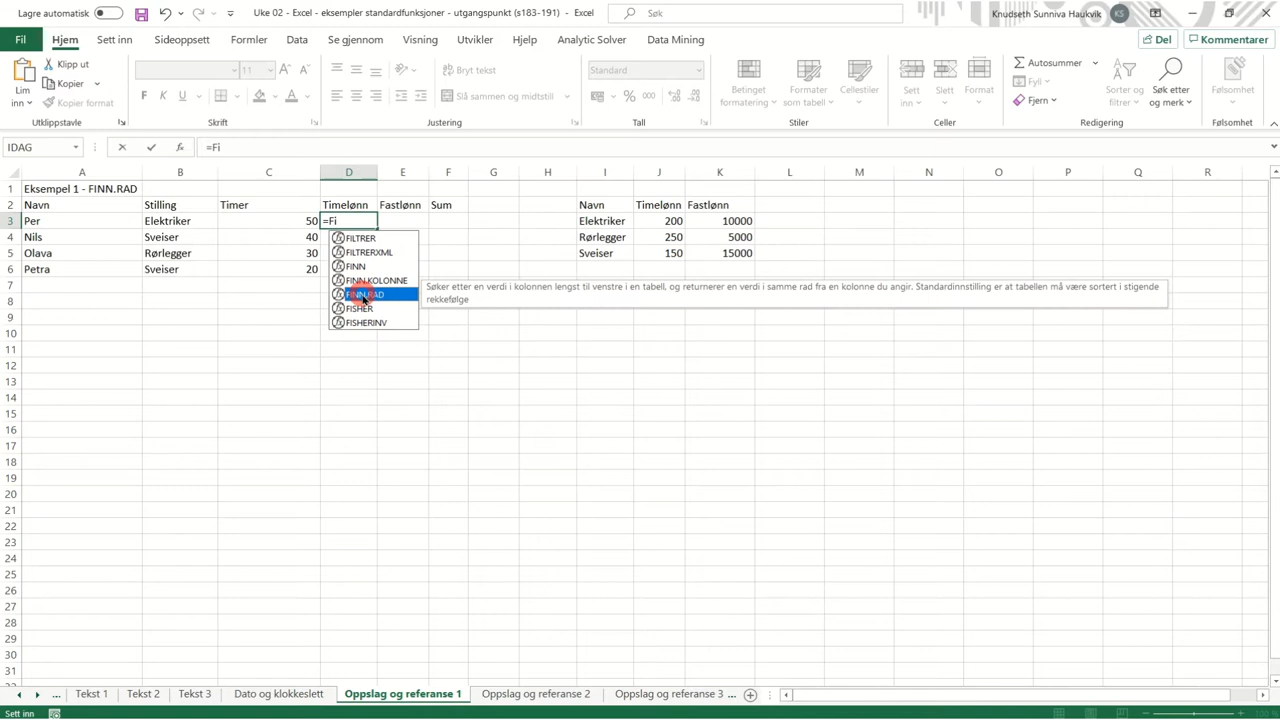 Lagre automatisk
Uke 02 - Excel - eksempler standardfunksjoner - utgangspunkt (s183-191) - Excel
Søk
Knudseth Sunniva Haukvik
KS
Fil
Hjem
Sett inn
Sideoppsett
Formler
Data
Se gjennom
Visning
Utvikler
Hjelp
Analytic Solver
Data Mining
Del
Kommentarer
Lim
inn
Klipp ut
Kopier
Kopier format
Utklippstavle
11
F
K
U
Skrift
Bryt tekst
Slå sammen og midtstill
Justering
Standard
%
000
Tall
Betinget
formatering
Formater
som tabell
Cellestiler
Stiler
Sett
inn
Slett
Format
Celler
Autosummer
Fyll
Fjern
Sorter og
filtrer
Søk etter
og merk
Redigering
Følsomhet
Følsomhet
IDAG
fx
=Fi
A B C D E F G H I J K L M N O P Q R
1 Eksempel 1 - FINN.RAD
2 Navn Stilling Timer Timelønn Fastlønn Sum Navn Timelønn Fastlønn
3 Per Elektriker 50 =Fi Elektriker 200 10000
4 Nils Sveiser 40 Rørlegger 250 5000
5 Olava Rørlegger 30 Sveiser 150 15000
6 Petra Sveiser 20
FILTRER
FILTRERXML
FINN
FINN.KOLONNE
FINN.RAD
FISHER
FISHERINV
Søker etter en verdi i kolonnen lengst til venstre i en tabell, og returnerer en verdi i samme rad fra en kolonne du angir. Standardinnstilling er at tabellen må være sortert i stigende
rekkefølge
7
8
9
10
11
12
13
14
15
16
17
18
19
20
21
22
23
24
25
26
27
28
29
30
31
... Tekst 1 Tekst 2 Tekst 3 Dato og klokkeslett Oppslag og referanse 1 Oppslag og referanse 2 Oppslag og referanse 3 ...
Sett inn